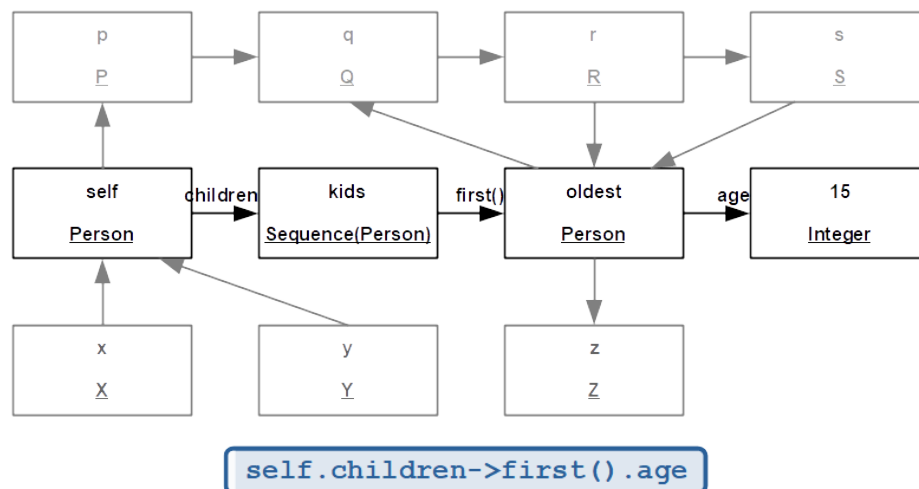 p
P
q
Q
r
R
s
S
self
Person
children
kids
Sequence(Person)
first()
oldest
Person
age
15
Integer
x
X
y
Y
z
Z
self.children->first().age